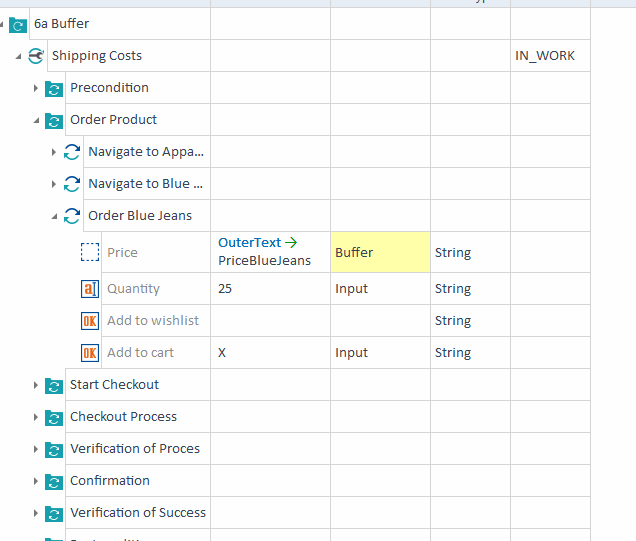 6a Buffer
Shipping Costs IN_WORK
Precondition
Order Product
Navigate to Appa...
Navigate to Blue ...
Order Blue Jeans
Price OuterText → Buffer String
PriceBlueJeans
a Quantity 25 Input String
OK Add to wishlist String
OK Add to cart X Input String
Start Checkout
Checkout Process
Verification of Proces
Confirmation
Verification of Success